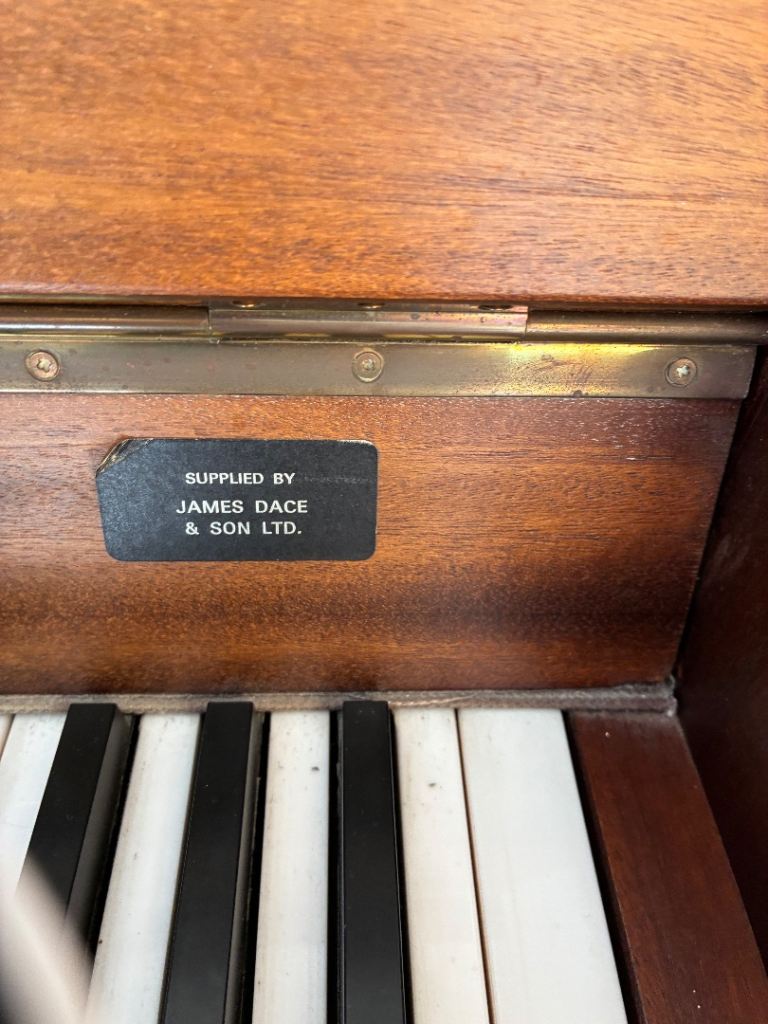 SUPPLIED BY
JAMES DACE
& SON LTD.